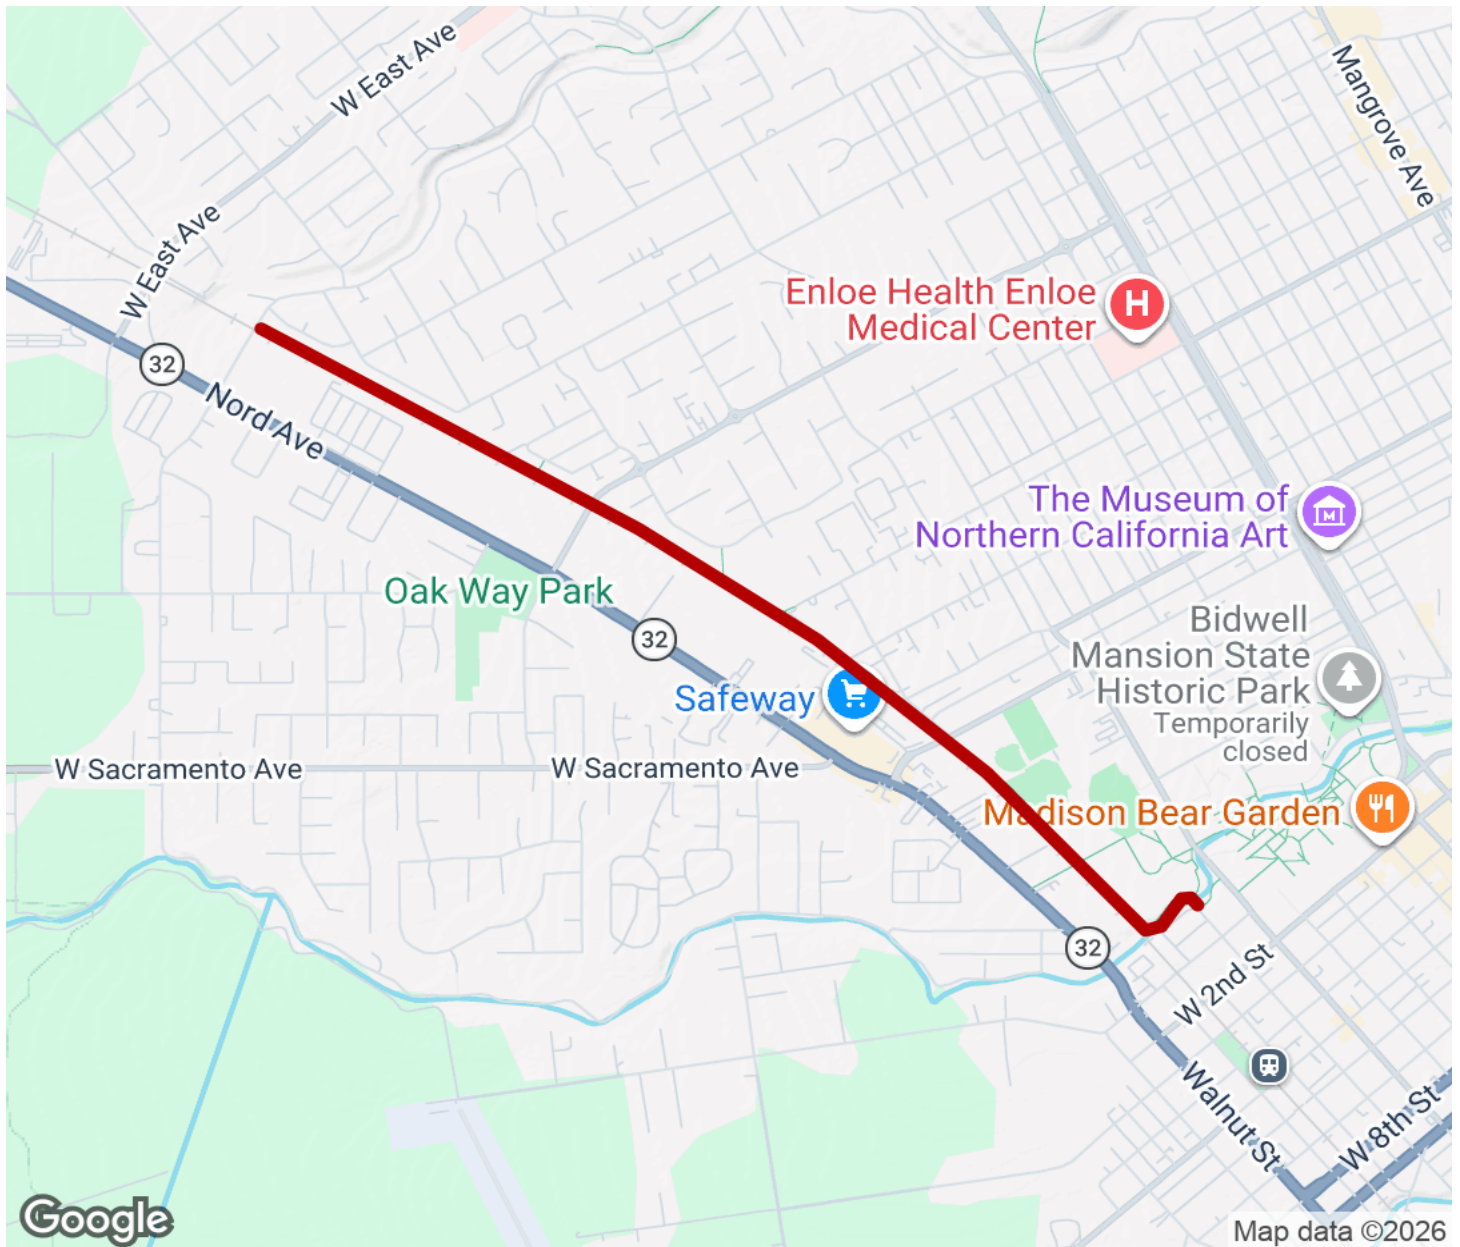 W East Ave
Mangrove Ave
W East Ave
Enloe Health Enloe
Medical Center
H
32
Nord Ave
The Museum of
Northern California Art
M
Oak Way Park
32
Bidwell
Mansion State
Historic Park
Temporarily
closed
Safeway
W Sacramento Ave
W Sacramento Ave
Madison Bear Garden
32
W 2nd St
Walnut St
W 8th St
Google
Map data ©2026